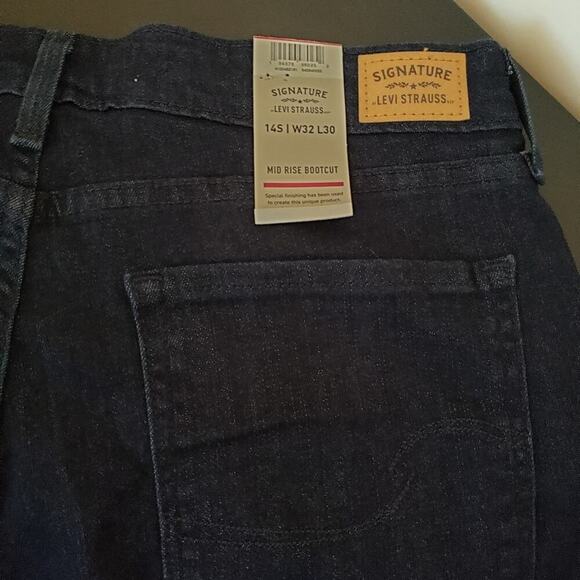 SIGNATURE
LEVI STRAUSS
14S | W32 L30
MID RISE BOOTCUT
Special finishing has been used
to create this unique product.
SIGNATURE
LEVI STRAUSS